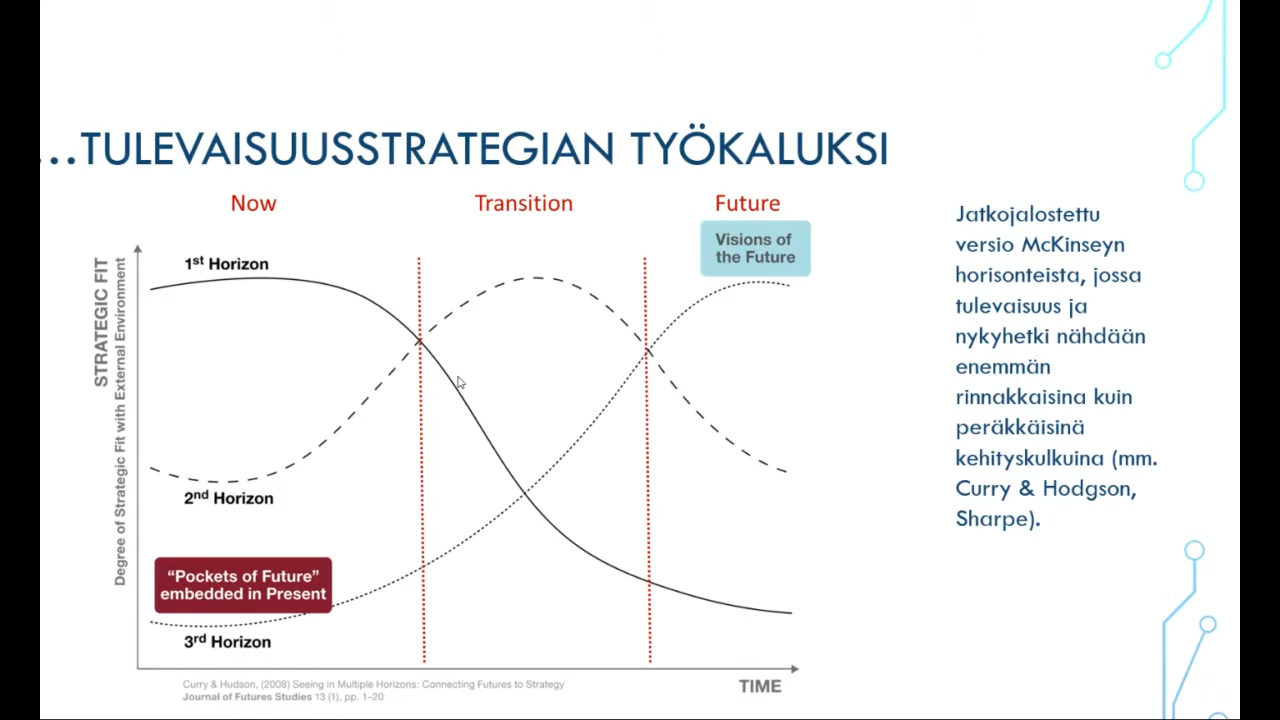 ...TULEVAISUUSSTRATEGIAN TYÖKALUKSI
Now
Transition
Future
Visions of
the Future
1st Horizon
STRATEGIC FIT
Degree of Strategic Fit with External Environment
2nd Horizon
“Pockets of Future”
embedded in Present
3rd Horizon
TIME
Curry & Hudson, (2008) Seeing in Multiple Horizons: Connecting Futures to Strategy
Journal of Futures Studies 13 (1), pp. 1–20
Jatkojalostettu
versio McKinseyn
horisonteista, jossa
tulevaisuus ja
nykyhetki nähdään
enemmän
rinnakkaisina kuin
peräkkäisinä
kehityskulkuina (mm.
Curry & Hodgson,
Sharpe).